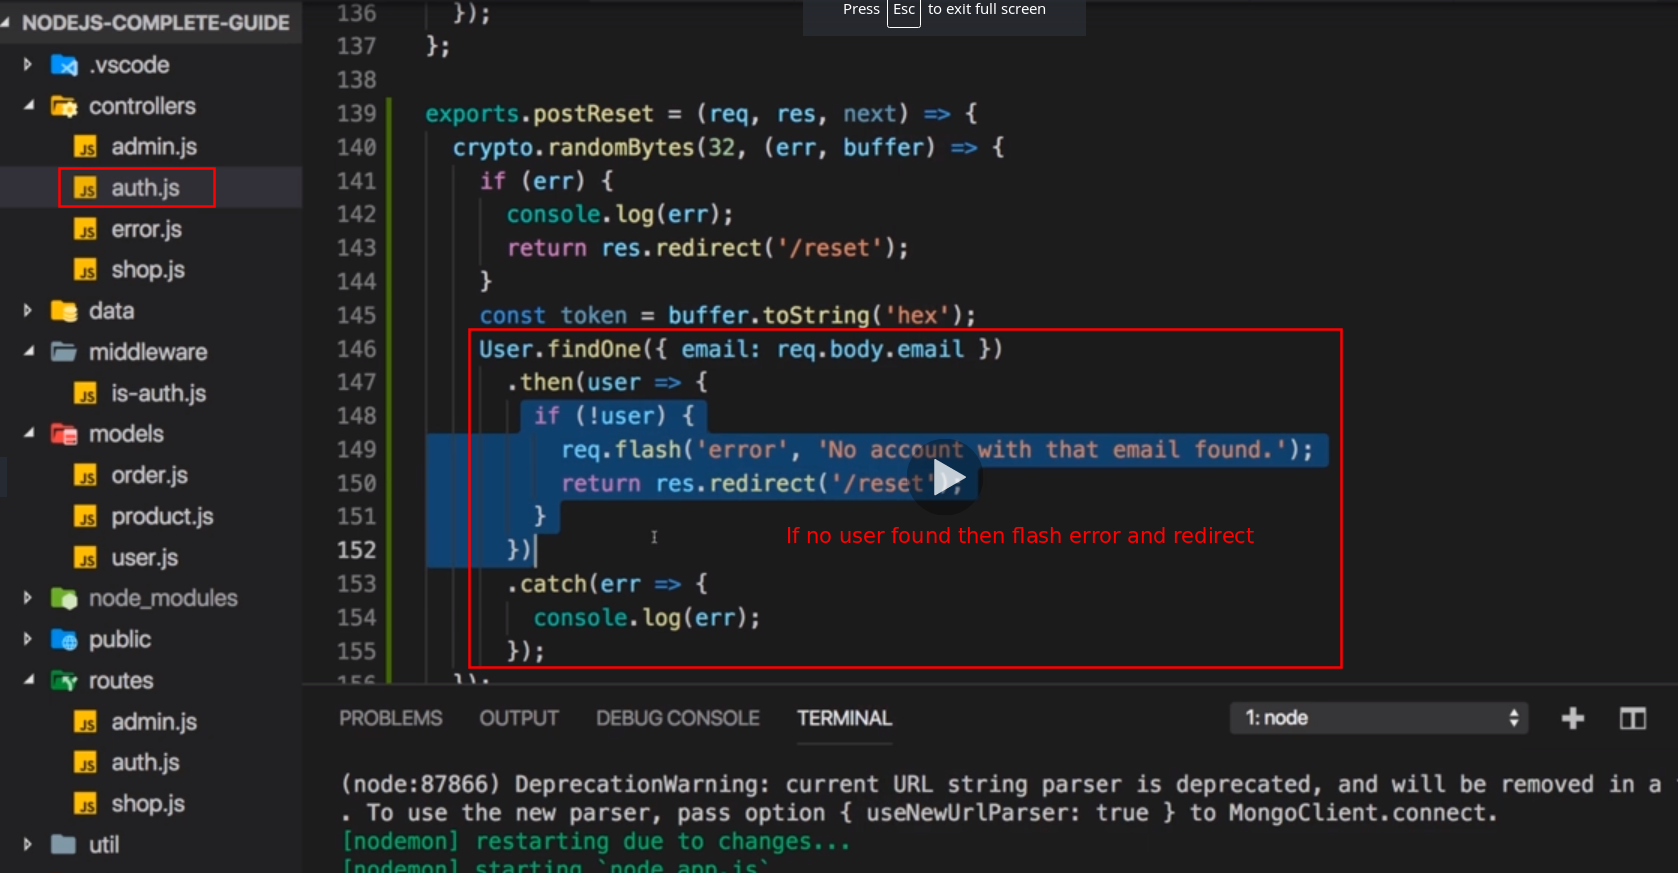 Press Esc to exit full screen
NODEJS-COMPLETE-GUIDE
.vscode
controllers
admin.js
auth.js
error.js
shop.js
data
middleware
is-auth.js
models
order.js
product.js
user.js
node_modules
public
routes
admin.js
auth.js
shop.js
util
136 });
137 };
138
139 exports.postReset = (req, res, next) => {
140 crypto.randomBytes(32, (err, buffer) => {
141 if (err) {
142 console.log(err);
143 return res.redirect('/reset');
144 }
145 const token = buffer.toString('hex');
146 User.findOne({ email: req.body.email })
147 .then(user => {
148 if (!user) {
149 req.flash('error', 'No account with that email found.');
150 return res.redirect('/reset');
151 }
If no user found then flash error and redirect
152 })
153 .catch(err => {
154 console.log(err);
155 });
156 });
PROBLEMS OUTPUT DEBUG CONSOLE TERMINAL 1: node
(node:87866) DeprecationWarning: current URL string parser is deprecated, and will be removed in a
. To use the new parser, pass option { useNewUrlParser: true } to MongoClient.connect.
[nodemon] restarting due to changes...
[nodemon] starting `node app.js`